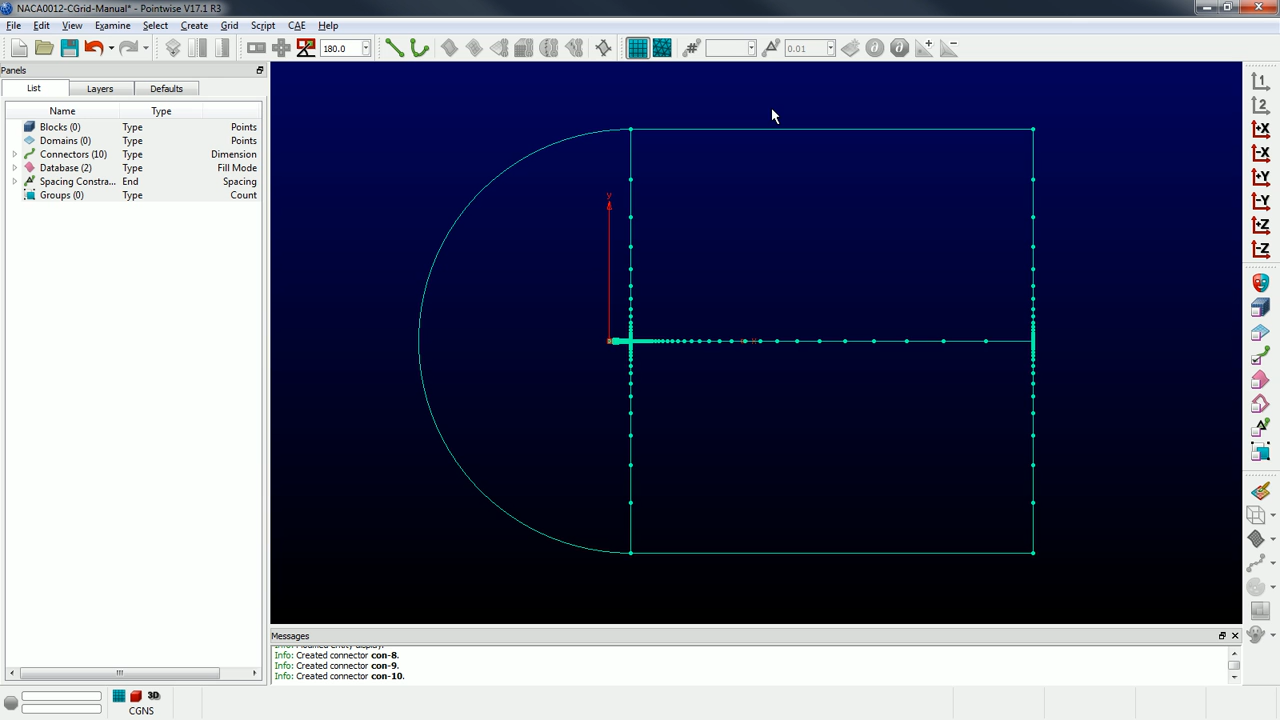 NACA0012-CGrid-Manual* - Pointwise V17.1 R3
File Edit View Examine Select Create Grid Script CAE Help
180.0 0.01
Panels
List Layers Defaults
Name Type
Blocks (0) Type Points
Domains (0) Type Points
Connectors (10) Type Dimension
Database (2) Type Fill Mode
Spacing Constra... End Spacing
Groups (0) Type Count
y
x
1
2
+X
-X
+Y
-Y
+Z
-Z
Messages
Info: Created connector con-8.
Info: Created connector con-9.
Info: Created connector con-10.
3D
CGNS